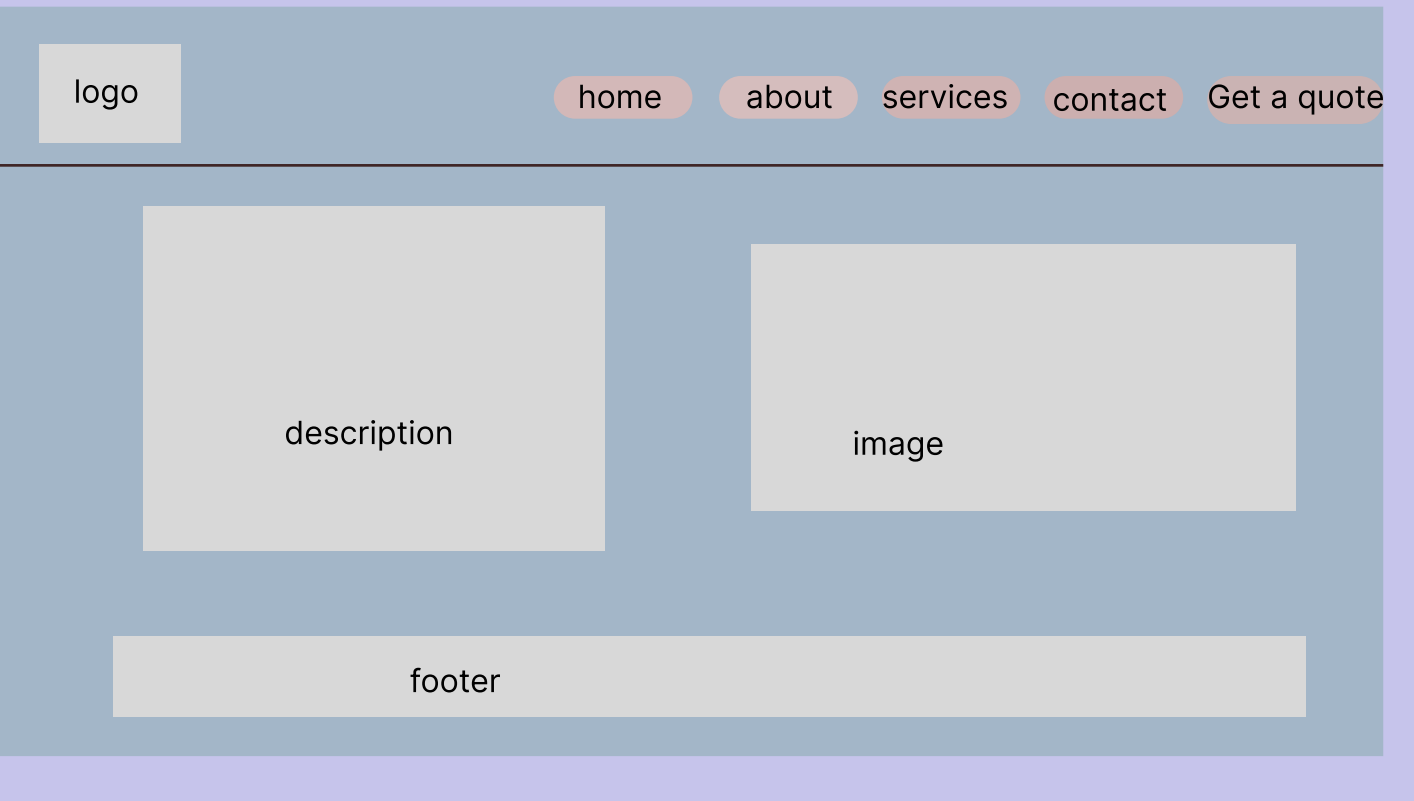 logo
home
about
services
contact
Get a quote
description
image
footer